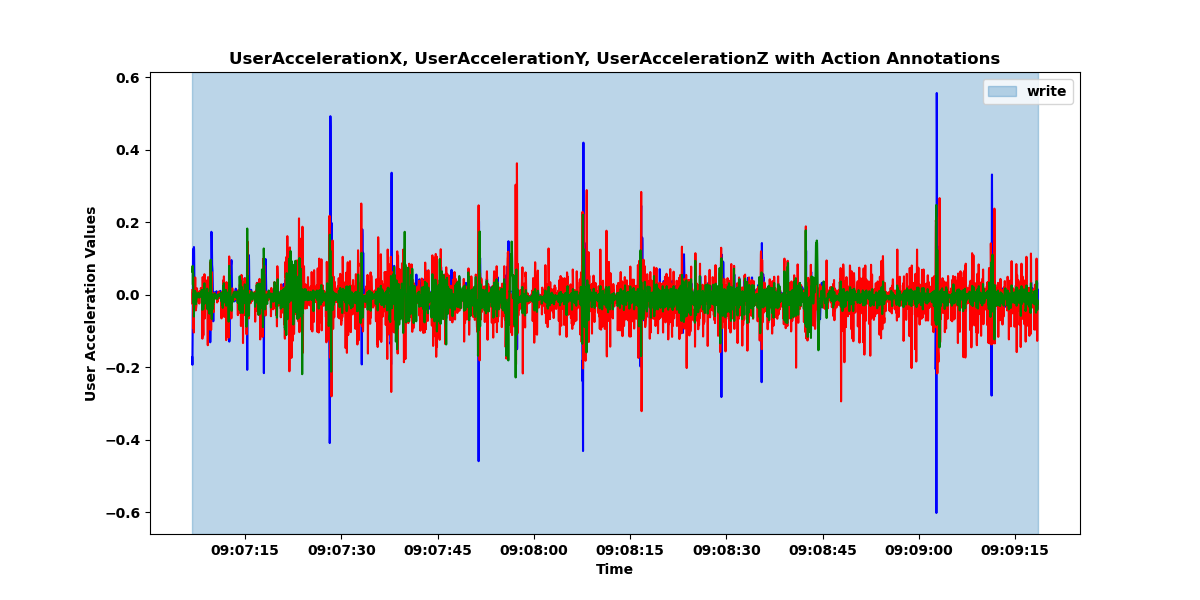 UserAccelerationX, UserAccelerationY, UserAccelerationZ with Action Annotations
write
User Acceleration Values
0.6
0.4
0.2
0.0
−0.2
−0.4
−0.6
09:07:15 09:07:30 09:07:45 09:08:00 09:08:15 09:08:30 09:08:45 09:09:00 09:09:15
Time